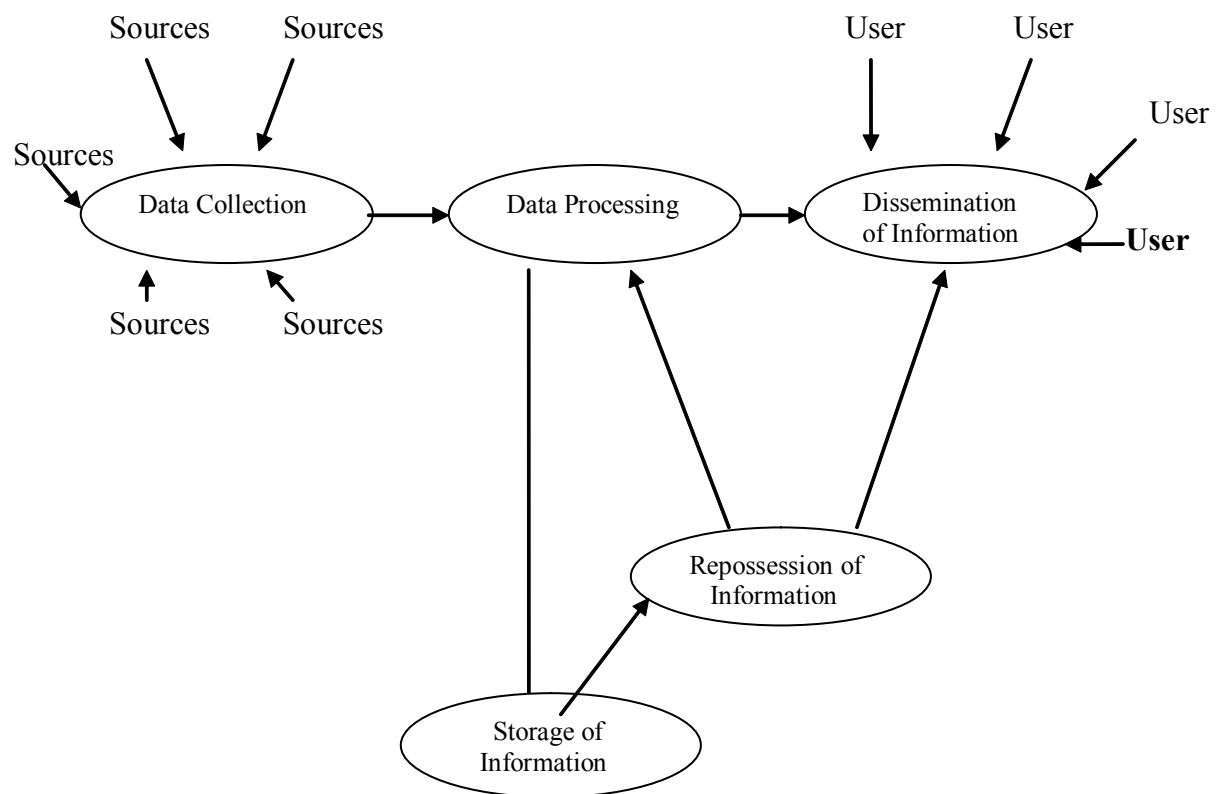 Sources
Sources
User
User
User
Sources
Data Collection
Data Processing
Dissemination
of Information
User
Sources
Sources
Repossession of
Information
Storage of
Information